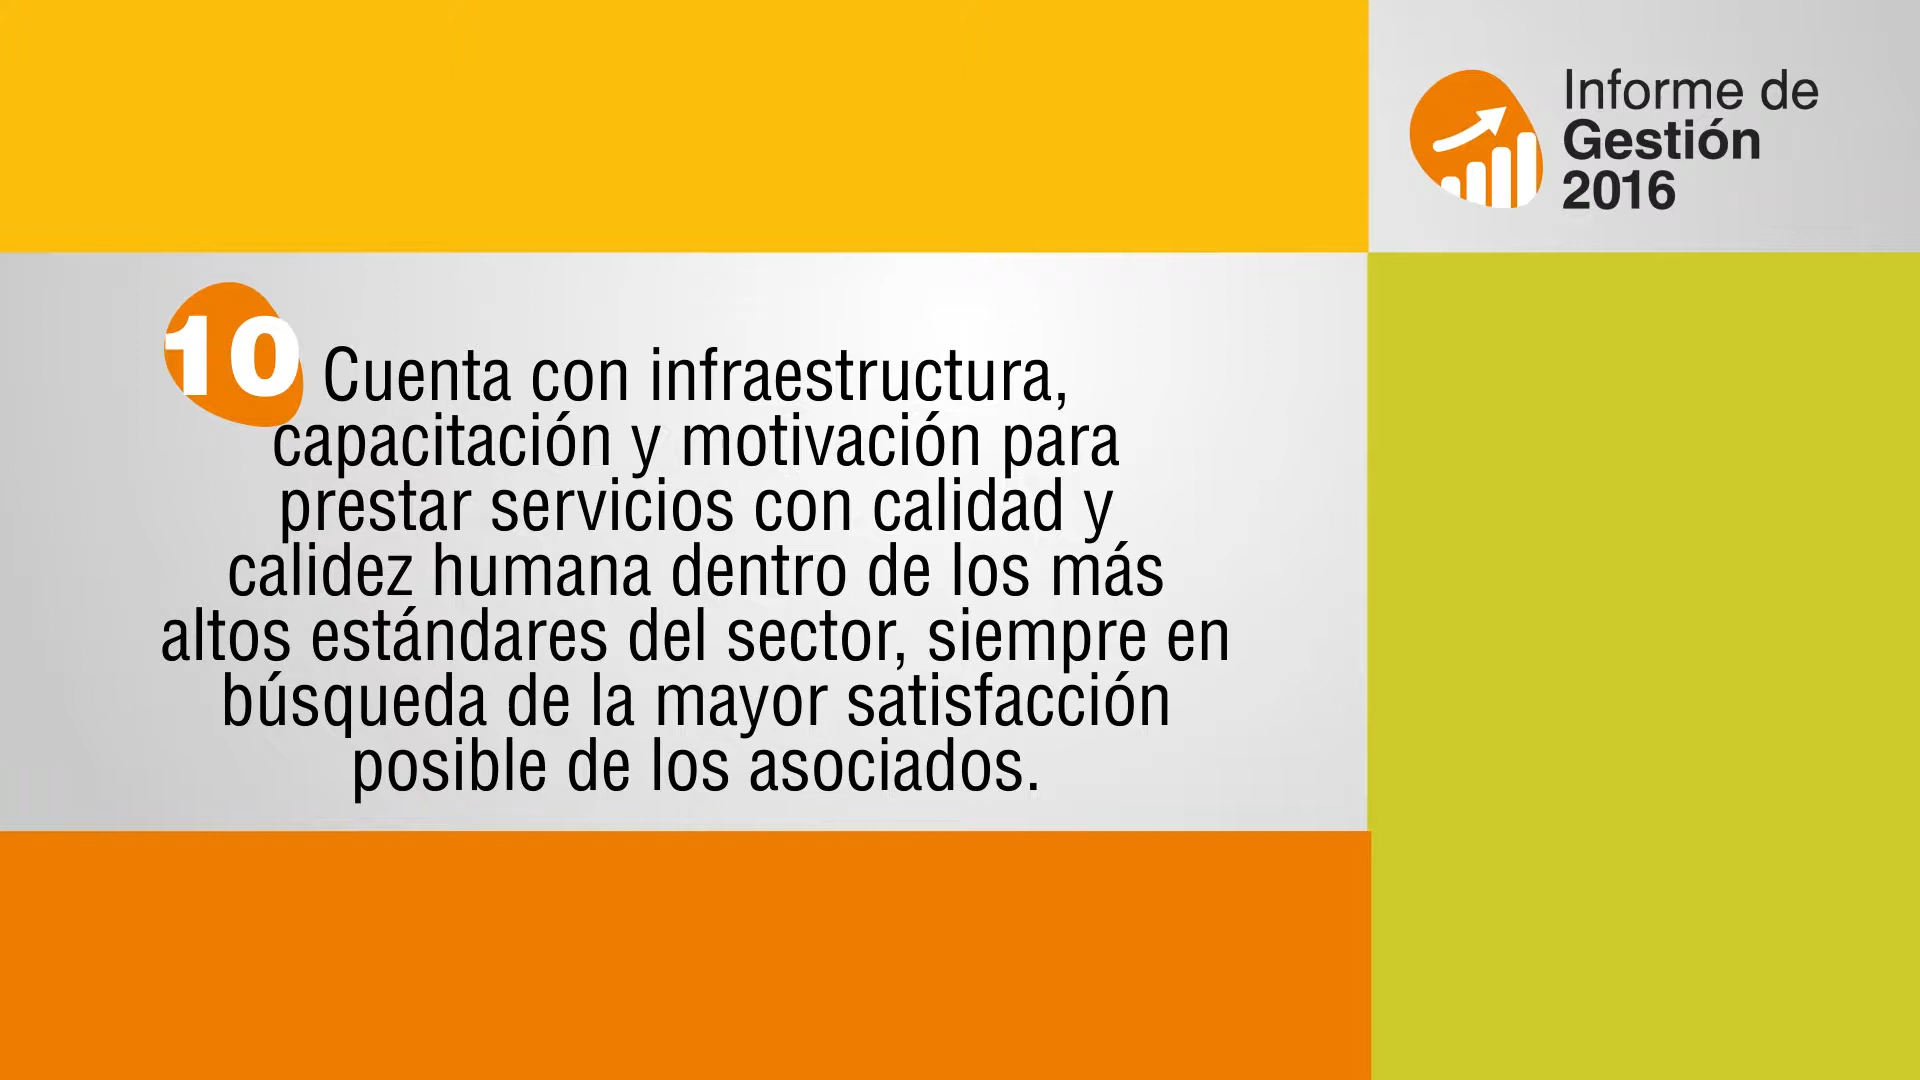 Informe de
Gestión
2016
10 Cuenta con infraestructura,
capacitación y motivación para
prestar servicios con calidad y
calidez humana dentro de los más
altos estándares del sector, siempre en
búsqueda de la mayor satisfacción
posible de los asociados.